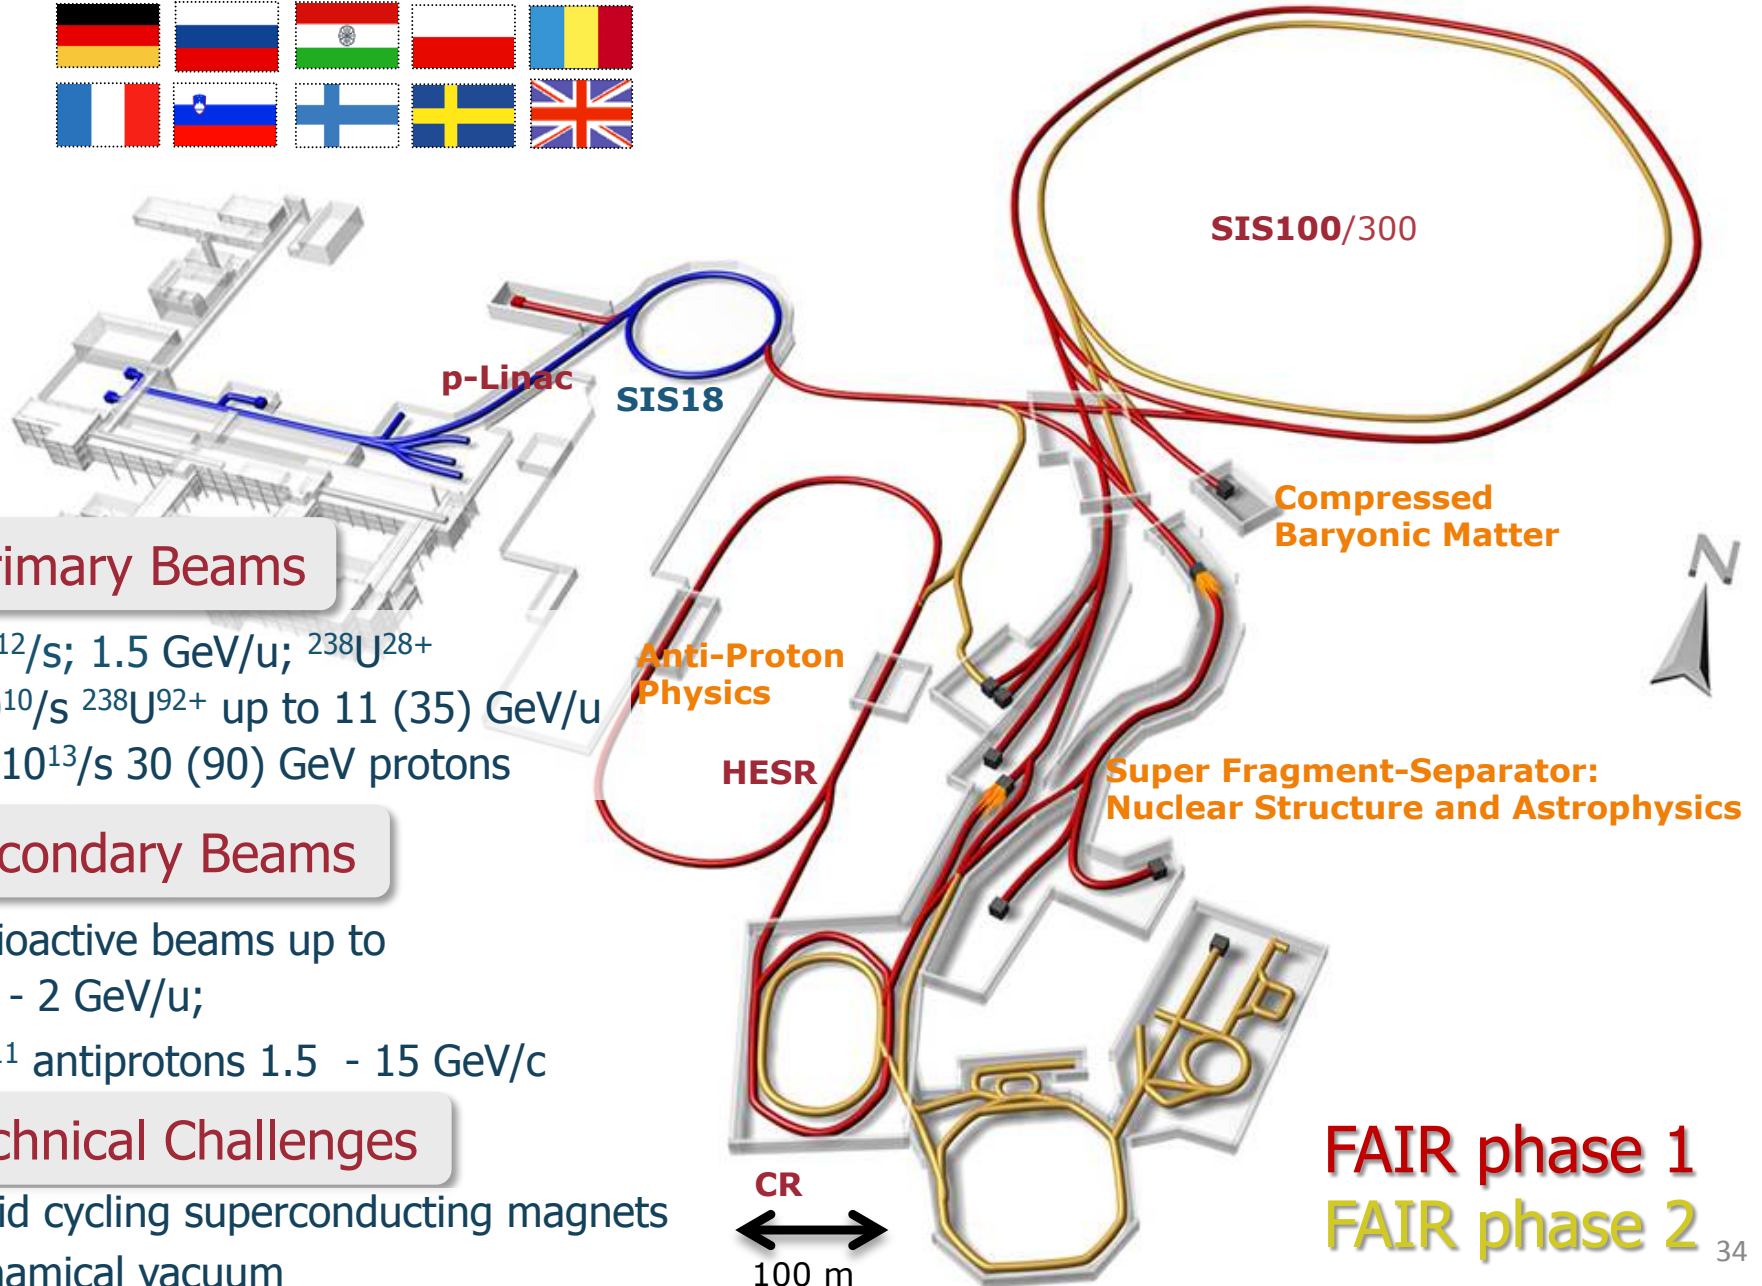 SIS100/300
p-Linac
SIS18
Compressed
Baryonic Matter
N
rimary Beams
12/s; 1.5 GeV/u; 238U28+
10/s 238U92+ up to 11 (35) GeV/u
1013/s 30 (90) GeV protons
Anti-Proton
Physics
HESR
Super Fragment-Separator:
Nuclear Structure and Astrophysics
condary Beams
ioactive beams up to
- 2 GeV/u;
11 antiprotons 1.5 - 15 GeV/c
chnical Challenges
id cycling superconducting magnets
namical vacuum
CR
100 m
FAIR phase 1
FAIR phase 2
34